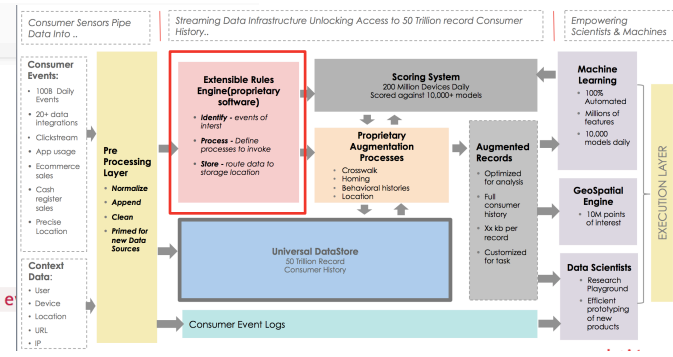 Consumer Sensors Pipe
Data Into ..
Streaming Data Infrastructure Unlocking Access to 50 Trillion record Consumer
History..
Empowering
Scientists & Machines
Consumer
Events:
• 100B Daily
Events
• 20+ data
integrations
• Clickstream
• App usage
• Ecommerce
sales
• Cash
register
sales
• Precise
Location
Context
Data:
• User
• Device
• Location
• URL
• IP
Pre
Processing
Layer
• Normalize
• Append
• Clean
• Primed for
new Data
Sources
Extensible Rules
Engine(proprietary
software)
• Identify - events of
interst
• Process - Define
processes to invoke
• Store - route data to
storage location
Scoring System
200 Million Devices Daily
Scored against 10,000+ models
Proprietary
Augmentation
Processes
• Crosswalk
• Homing
• Behavioral histories
• Location
Universal DataStore
50 Trillion Record
Consumer History
Consumer Event Logs
Augmented
Records
• Optimized
for analysis
• Full
consumer
history
• Xx kb per
record
• Customized
for task
Machine
Learning
• 100%
Automated
• Millions of
features
• 10,000
models daily
GeoSpatial
Engine
• 10M points
of interest
Data Scientists
• Research
Playground
• Efficient
prototyping
of new
products
EXECUTION LAYER